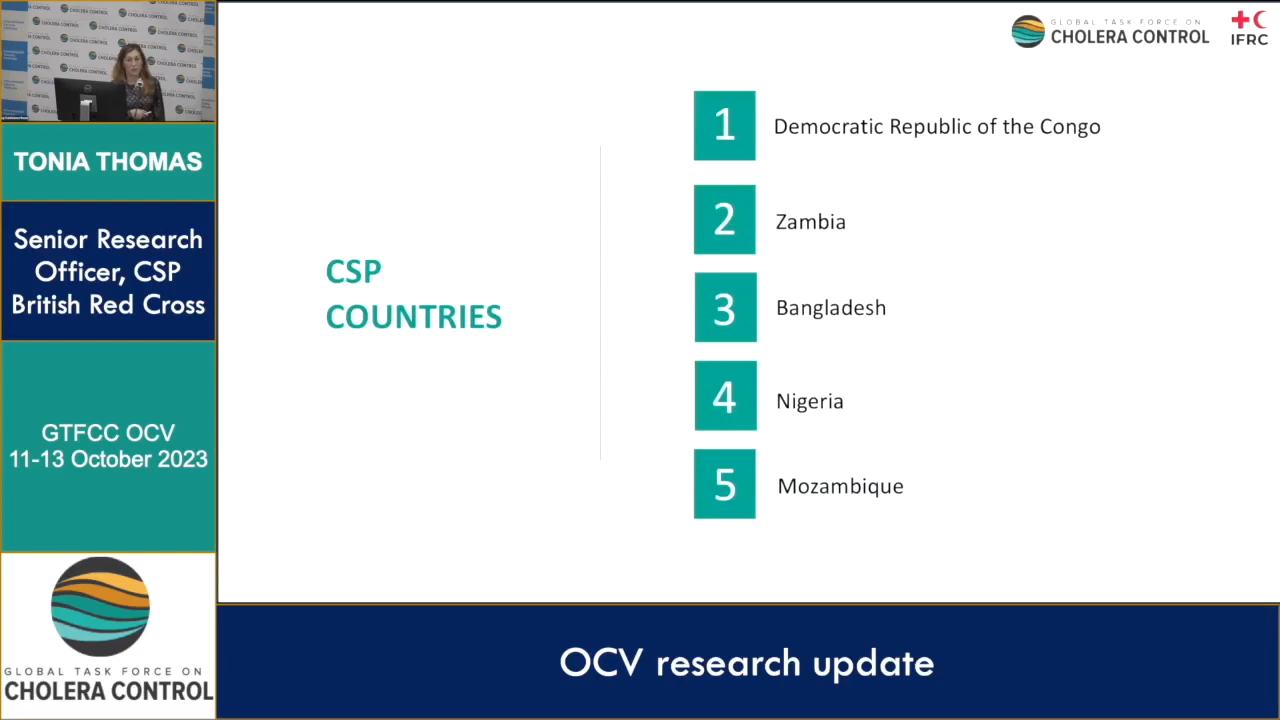 GLOBAL TASK FORCE ON
CHOLERA CONTROL
IFRC
TONIA THOMAS
Senior Research
Officer, CSP
British Red Cross
GTFCC OCV
11-13 October 2023
GLOBAL TASK FORCE ON
CHOLERA CONTROL
CSP
COUNTRIES
1 Democratic Republic of the Congo
2 Zambia
3 Bangladesh
4 Nigeria
5 Mozambique
OCV research update